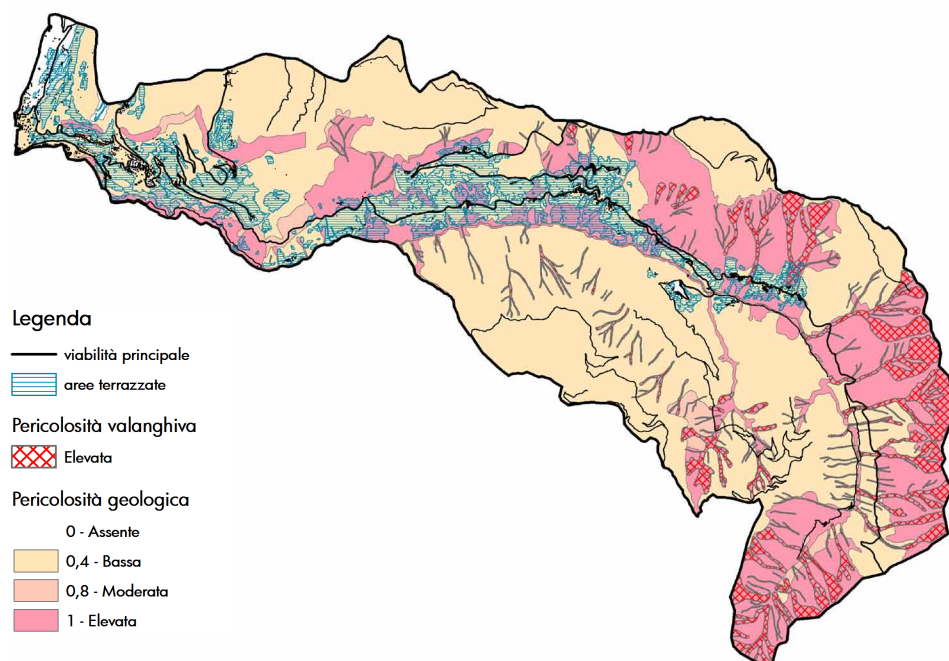 Legenda
viabilità principale
aree terrazzate
Pericolosità valanghiva
Elevata
Pericolosità geologica
0 - Assente
0,4 - Bassa
0,8 - Moderata
1 - Elevata